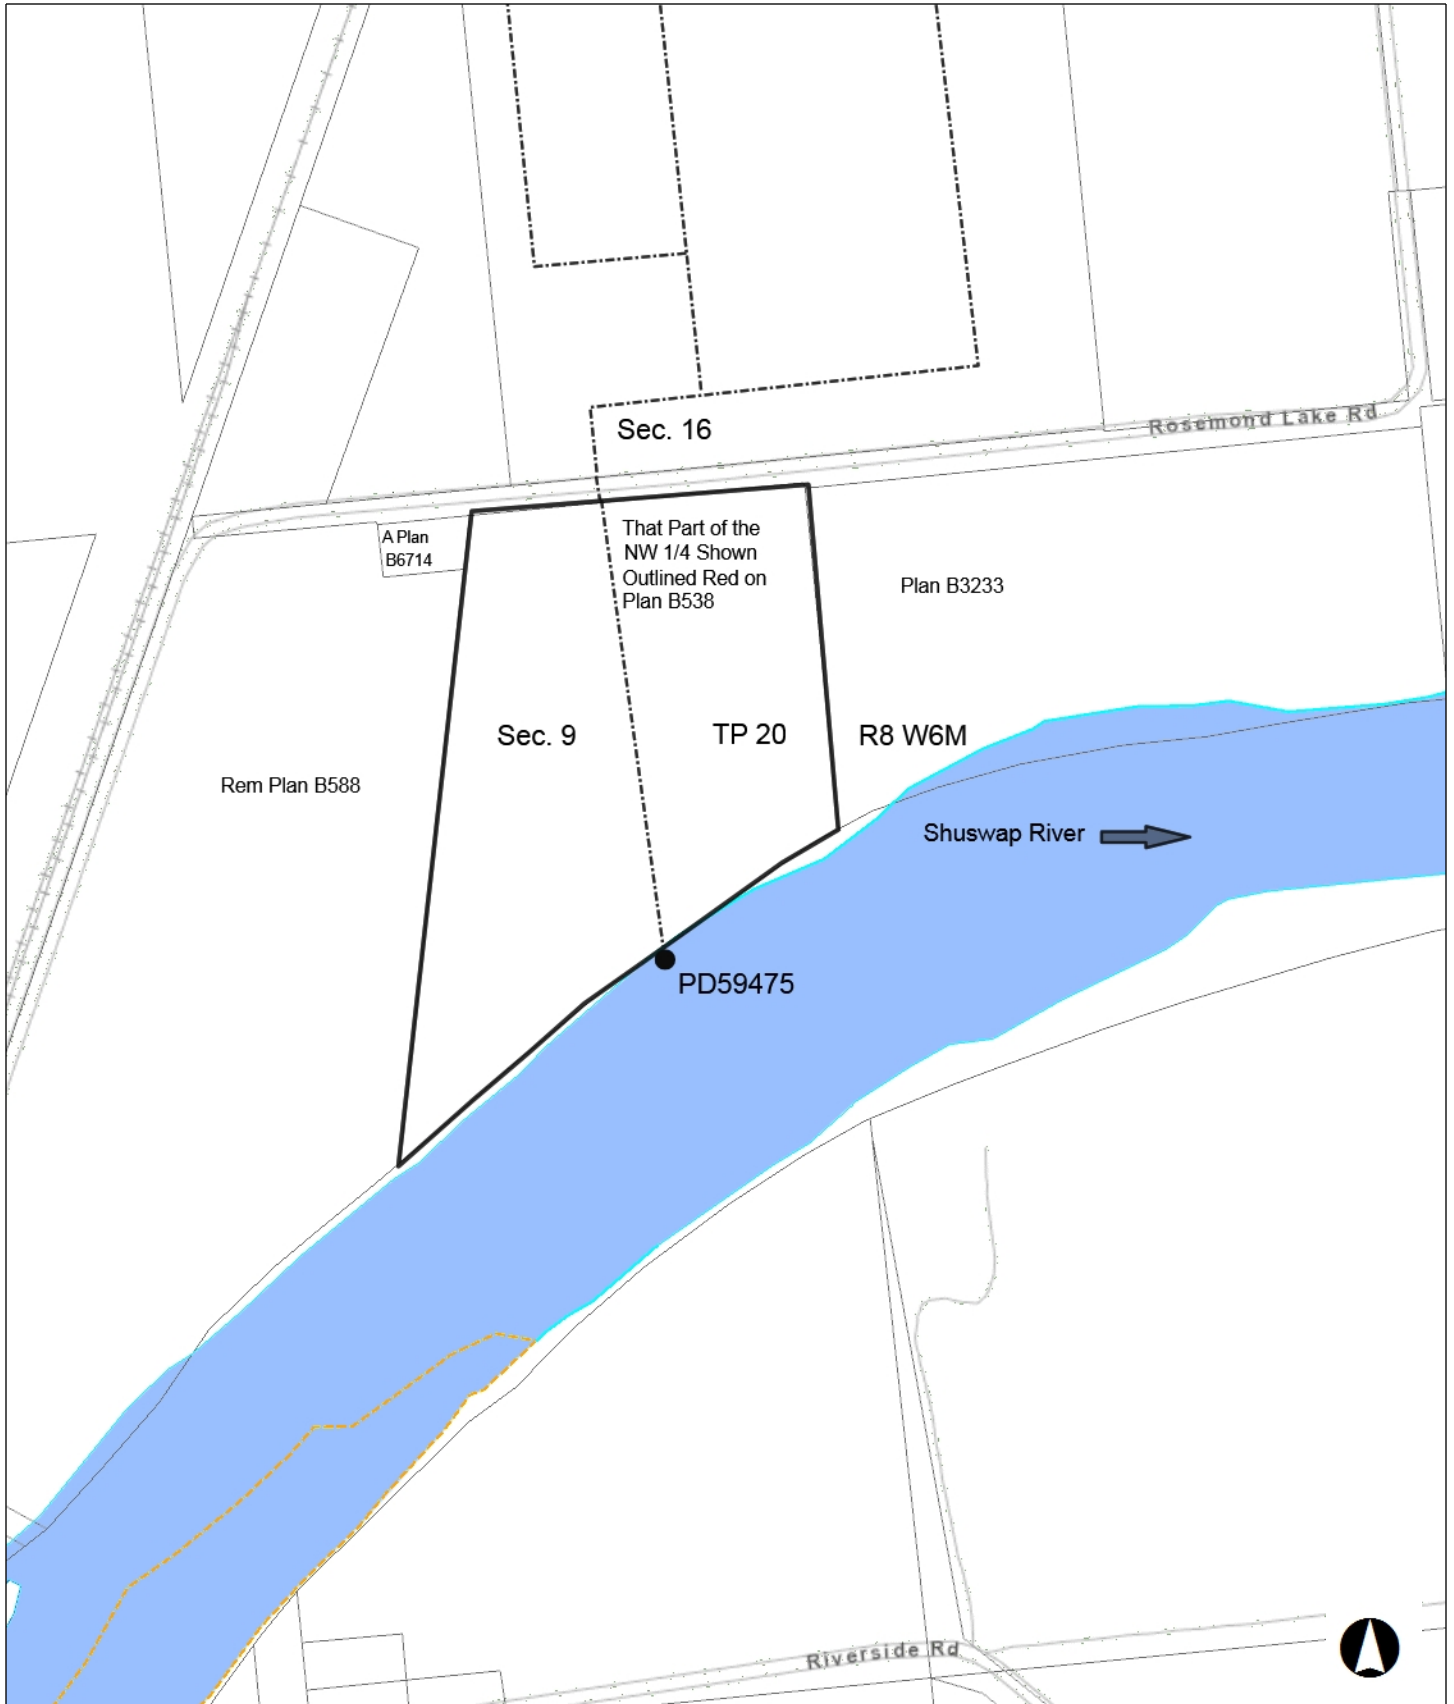 Sec. 16
Rosemond Lake Rd
That Part of the
NW 1/4 Shown
Outlined Red on
Plan B538
A Plan
B6714
Plan B3233
Sec. 9
TP 20
R8 W6M
Rem Plan B588
Shuswap River
PD59475
Riverside Rd